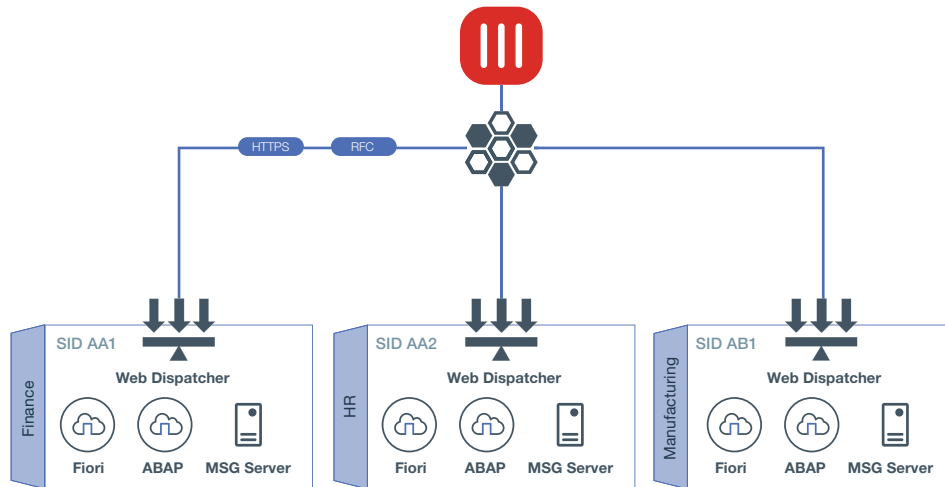 HTTPS
RFC
Finance
SID AA1
Web Dispatcher
Fiori
ABAP
MSG Server
HR
SID AA2
Web Dispatcher
Fiori
ABAP
MSG Server
Manufacturing
SID AB1
Web Dispatcher
Fiori
ABAP
MSG Server